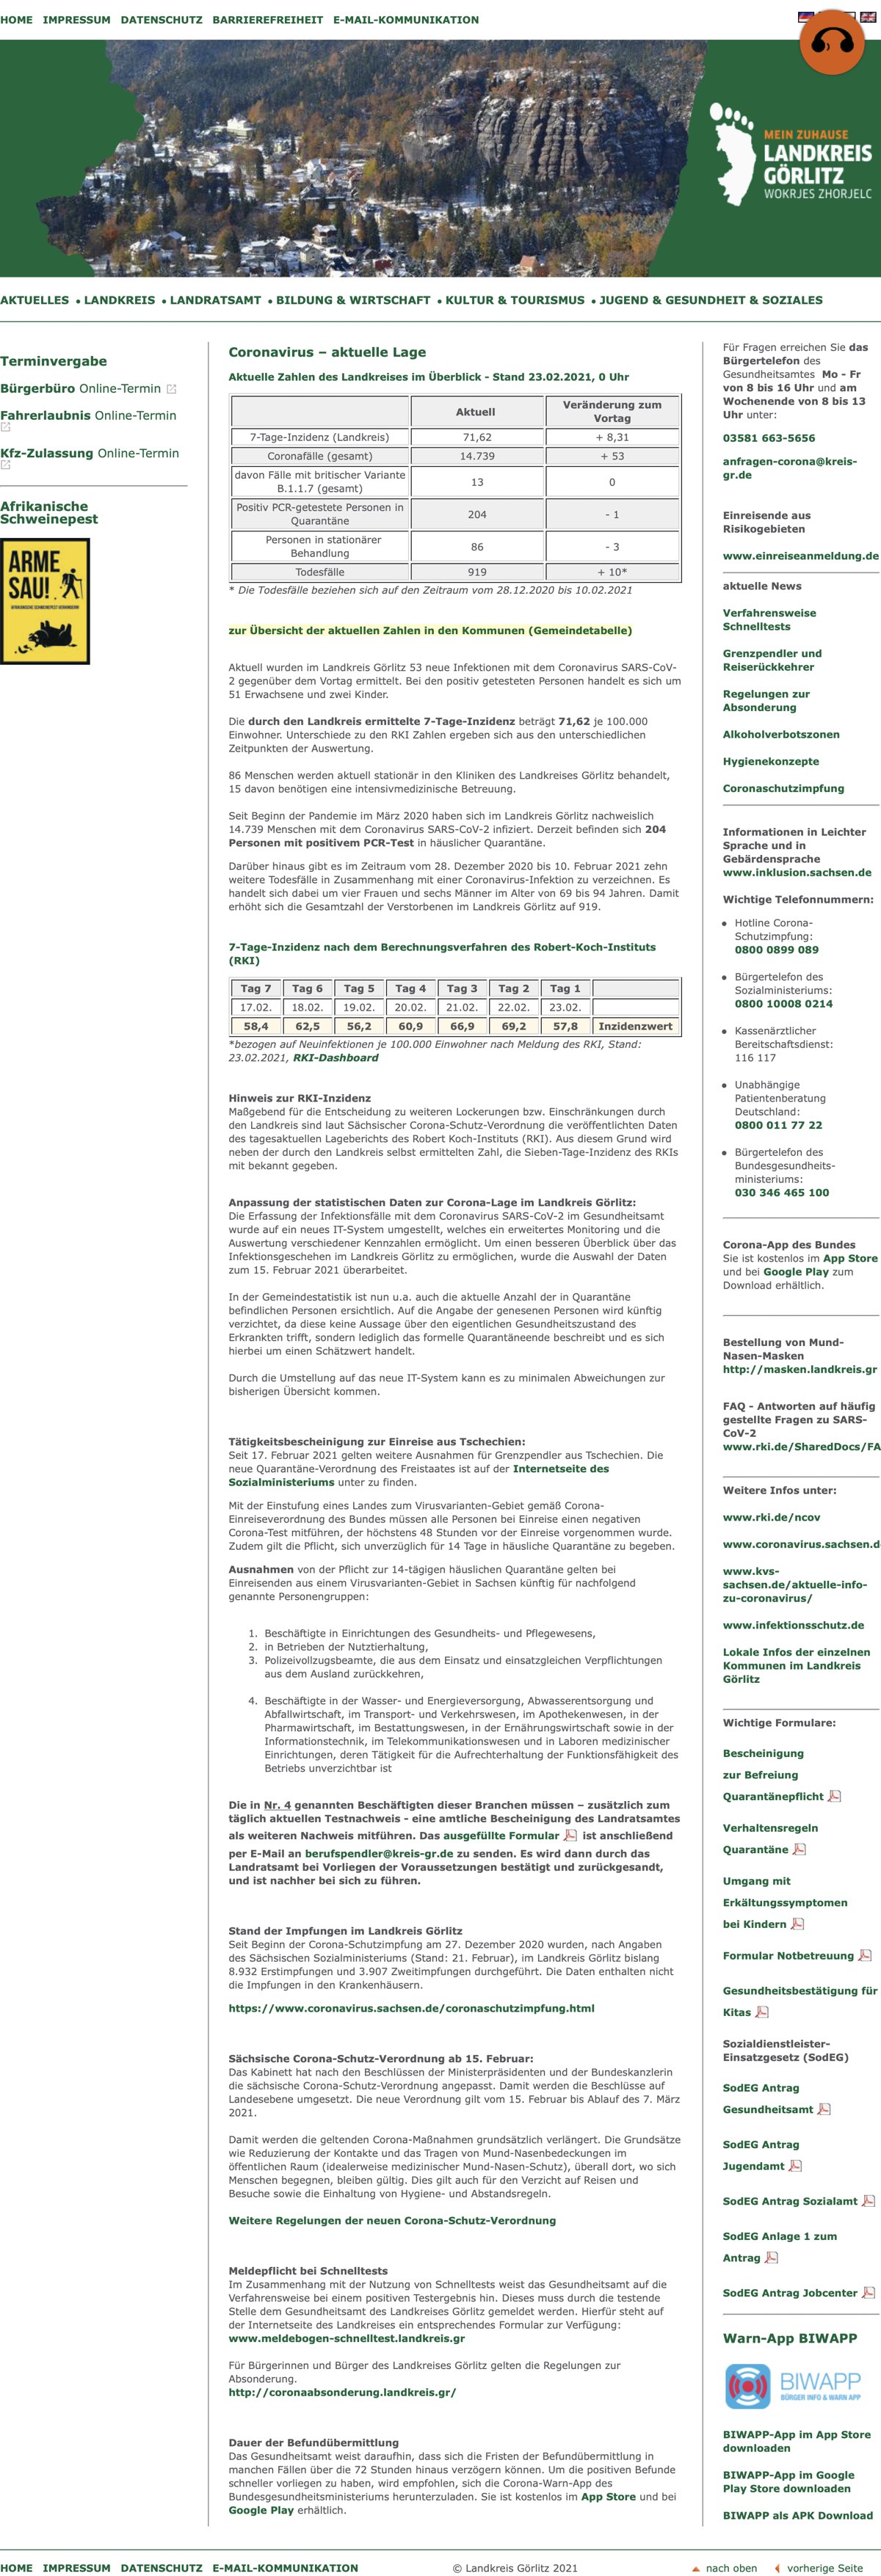 HOME IMPRESSUM DATENSCHUTZ BARRIEREFREIHEIT E-MAIL-KOMMUNIKATION
MEIN ZUHAUSE
LANDKREIS
GÖRLITZ
WOKRJES ZHORJELC
AKTUELLES • LANDKREIS • LANDRATSAMT • BILDUNG & WIRTSCHAFT • KULTUR & TOURISMUS • JUGEND & GESUNDHEIT & SOZIALES
Terminvergabe
Bürgerbüro Online-Termin
Fahrerlaubnis Online-Termin
Kfz-Zulassung Online-Termin
Afrikanische
Schweinepest
ARME
SAU!
Coronavirus – aktuelle Lage
Aktuelle Zahlen des Landkreises im Überblick - Stand 23.02.2021, 0 Uhr
Aktuell Veränderung zum
Vortag
7-Tage-Inzidenz (Landkreis) 71,62 + 8,31
Coronafälle (gesamt) 14.739 + 53
davon Fälle mit britischer Variante
B.1.1.7 (gesamt) 13 0
Positiv PCR-getestete Personen in
Quarantäne 204 - 1
Personen in stationärer
Behandlung 86 - 3
Todesfälle 919 + 10*
* Die Todesfälle beziehen sich auf den Zeitraum vom 28.12.2020 bis 10.02.2021
zur Übersicht der aktuellen Zahlen in den Kommunen (Gemeindetabelle)
Aktuell wurden im Landkreis Görlitz 53 neue Infektionen mit dem Coronavirus SARS-CoV-
2 gegenüber dem Vortag ermittelt. Bei den positiv getesteten Personen handelt es sich um
51 Erwachsene und zwei Kinder.
Die durch den Landkreis ermittelte 7-Tage-Inzidenz beträgt 71,62 je 100.000
Einwohner. Unterschiede zu den RKI Zahlen ergeben sich aus den unterschiedlichen
Zeitpunkten der Auswertung.
86 Menschen werden aktuell stationär in den Kliniken des Landkreises Görlitz behandelt,
15 davon benötigen eine intensivmedizinische Betreuung.
Seit Beginn der Pandemie im März 2020 haben sich im Landkreis Görlitz nachweislich
14.739 Menschen mit dem Coronavirus SARS-CoV-2 infiziert. Derzeit befinden sich 204
Personen mit positivem PCR-Test in häuslicher Quarantäne.
Darüber hinaus gibt es im Zeitraum vom 28. Dezember 2020 bis 10. Februar 2021 zehn
weitere Todesfälle in Zusammenhang mit einer Coronavirus-Infektion zu verzeichnen. Es
handelt sich dabei um vier Frauen und sechs Männer im Alter von 69 bis 94 Jahren. Damit
erhöht sich die Gesamtzahl der Verstorbenen im Landkreis Görlitz auf 919.
7-Tage-Inzidenz nach dem Berechnungsverfahren des Robert-Koch-Instituts
(RKI)
Tag 7 Tag 6 Tag 5 Tag 4 Tag 3 Tag 2 Tag 1
17.02. 18.02. 19.02. 20.02. 21.02. 22.02. 23.02.
58,4 62,5 56,2 60,9 66,9 69,2 57,8 Inzidenzwert
*bezogen auf Neuinfektionen je 100.000 Einwohner nach Meldung des RKI, Stand:
23.02.2021, RKI-Dashboard
Hinweis zur RKI-Inzidenz
Maßgebend für die Entscheidung zu weiteren Lockerungen bzw. Einschränkungen durch
den Landkreis sind laut Sächsischer Corona-Schutz-Verordnung die veröffentlichten Daten
des tagesaktuellen Lageberichts des Robert Koch-Instituts (RKI). Aus diesem Grund wird
neben der durch den Landkreis selbst ermittelten Zahl, die Sieben-Tage-Inzidenz des RKIs
mit bekannt gegeben.
Anpassung der statistischen Daten zur Corona-Lage im Landkreis Görlitz:
Die Erfassung der Infektionsfälle mit dem Coronavirus SARS-CoV-2 im Gesundheitsamt
wurde auf ein neues IT-System umgestellt, welches ein erweitertes Monitoring und die
Auswertung verschiedener Kennzahlen ermöglicht. Um einen besseren Überblick über das
Infektionsgeschehen im Landkreis Görlitz zu ermöglichen, wurde die Auswahl der Daten
zum 15. Februar 2021 überarbeitet.
In der Gemeindestatistik ist nun u.a. auch die aktuelle Anzahl der in Quarantäne
befindlichen Personen ersichtlich. Auf die Angabe der genesenen Personen wird künftig
verzichtet, da diese keine Aussage über den eigentlichen Gesundheitszustand des
Erkrankten trifft, sondern lediglich das formelle Quarantäneende beschreibt und es sich
hierbei um einen Schätzwert handelt.
Durch die Umstellung auf das neue IT-System kann es zu minimalen Abweichungen zur
bisherigen Übersicht kommen.
Tätigkeitsbescheinigung zur Einreise aus Tschechien:
Seit 17. Februar 2021 gelten weitere Ausnahmen für Grenzpendler aus Tschechien. Die
neue Quarantäne-Verordnung des Freistaates ist auf der Internetseite des
Sozialministeriums unter zu finden.
Mit der Einstufung eines Landes zum Virusvarianten-Gebiet gemäß Corona-
Einreiseverordnung des Bundes müssen alle Personen bei Einreise einen negativen
Corona-Test mitführen, der höchstens 48 Stunden vor der Einreise vorgenommen wurde.
Zudem gilt die Pflicht, sich unverzüglich für 14 Tage in häusliche Quarantäne zu begeben.
Ausnahmen von der Pflicht zur 14-tägigen häuslichen Quarantäne gelten bei
Einreisenden aus einem Virusvarianten-Gebiet in Sachsen künftig für nachfolgend
genannte Personengruppen:
1. Beschäftigte in Einrichtungen des Gesundheits- und Pflegewesens,
2. in Betrieben der Nutztierhaltung,
3. Polizeivollzugsbeamte, die aus dem Einsatz und einsatzgleichen Verpflichtungen
aus dem Ausland zurückkehren,
4. Beschäftigte in der Wasser- und Energieversorgung, Abwasserentsorgung und
Abfallwirtschaft, im Transport- und Verkehrswesen, im Apothekenwesen, in der
Pharmawirtschaft, im Bestattungswesen, in der Ernährungswirtschaft sowie in der
Informationstechnik, im Telekommunikationswesen und in Laboren medizinischer
Einrichtungen, deren Tätigkeit für die Aufrechterhaltung der Funktionsfähigkeit des
Betriebs unverzichtbar ist
Die in Nr. 4 genannten Beschäftigten dieser Branchen müssen – zusätzlich zum
täglich aktuellen Testnachweis - eine amtliche Bescheinigung des Landratsamtes
als weiteren Nachweis mitführen. Das ausgefüllte Formular ist anschließend
per E-Mail an berufspendler@kreis-gr.de zu senden. Es wird dann durch das
Landratsamt bei Vorliegen der Voraussetzungen bestätigt und zurückgesandt,
und ist nachher bei sich zu führen.
Stand der Impfungen im Landkreis Görlitz
Seit Beginn der Corona-Schutzimpfung am 27. Dezember 2020 wurden, nach Angaben
des Sächsischen Sozialministeriums (Stand: 21. Februar), im Landkreis Görlitz bislang
8.932 Erstimpfungen und 3.907 Zweitimpfungen durchgeführt. Die Daten enthalten nicht
die Impfungen in den Krankenhäusern.
https://www.coronavirus.sachsen.de/coronaschutzimpfung.html
Sächsische Corona-Schutz-Verordnung ab 15. Februar:
Das Kabinett hat nach den Beschlüssen der Ministerpräsidenten und der Bundeskanzlerin
die sächsische Corona-Schutz-Verordnung angepasst. Damit werden die Beschlüsse auf
Landesebene umgesetzt. Die neue Verordnung gilt vom 15. Februar bis Ablauf des 7. März
2021.
Damit werden die geltenden Corona-Maßnahmen grundsätzlich verlängert. Die Grundsätze
wie Reduzierung der Kontakte und das Tragen von Mund-Nasenbedeckungen im
öffentlichen Raum (idealerweise medizinischer Mund-Nasen-Schutz), überall dort, wo sich
Menschen begegnen, bleiben gültig. Dies gilt auch für den Verzicht auf Reisen und
Besuche sowie die Einhaltung von Hygiene- und Abstandsregeln.
Weitere Regelungen der neuen Corona-Schutz-Verordnung
Meldepflicht bei Schnelltests
Im Zusammenhang mit der Nutzung von Schnelltests weist das Gesundheitsamt auf die
Verfahrensweise bei einem positiven Testergebnis hin. Dieses muss durch die testende
Stelle dem Gesundheitsamt des Landkreises Görlitz gemeldet werden. Hierfür steht auf
der Internetseite des Landkreises ein entsprechendes Formular zur Verfügung:
www.meldebogen-schnelltest.landkreis.gr
Für Bürgerinnen und Bürger des Landkreises Görlitz gelten die Regelungen zur
Absonderung.
http://coronaabsonderung.landkreis.gr/
Dauer der Befundübermittlung
Das Gesundheitsamt weist daraufhin, dass sich die Fristen der Befundübermittlung in
manchen Fällen über die 72 Stunden hinaus verzögern können. Um die positiven Befunde
schneller vorliegen zu haben, wird empfohlen, sich die Corona-Warn-App des
Bundesgesundheitsministeriums herunterzuladen. Sie ist kostenlos im App Store und bei
Google Play erhältlich.
Für Fragen erreichen Sie das
Bürgertelefon des
Gesundheitsamtes Mo - Fr
von 8 bis 16 Uhr und am
Wochenende von 8 bis 13
Uhr unter:
03581 663-5656
anfragen-corona@kreis-
gr.de
Einreisende aus
Risikogebieten
www.einreiseanmeldung.de
aktuelle News
Verfahrensweise
Schnelltests
Grenzpendler und
Reiserückkehrer
Regelungen zur
Absonderung
Alkoholverbotszonen
Hygienekonzepte
Coronaschutzimpfung
Informationen in Leichter
Sprache und in
Gebärdensprache
www.inklusion.sachsen.de
Wichtige Telefonnummern:
• Hotline Corona-
Schutzimpfung:
0800 0899 089
• Bürgertelefon des
Sozialministeriums:
0800 10008 0214
• Kassenärztlicher
Bereitschaftsdienst:
116 117
• Unabhängige
Patientenberatung
Deutschland:
0800 011 77 22
• Bürgertelefon des
Bundesgesundheits-
ministeriums:
030 346 465 100
Corona-App des Bundes
Sie ist kostenlos im App Store
und bei Google Play zum
Download erhältlich.
Bestellung von Mund-
Nasen-Masken
http://masken.landkreis.gr
FAQ - Antworten auf häufig
gestellte Fragen zu SARS-
CoV-2
www.rki.de/SharedDocs/FA
Weitere Infos unter:
www.rki.de/ncov
www.coronavirus.sachsen.d
www.kvs-
sachsen.de/aktuelle-info-
zu-coronavirus/
www.infektionsschutz.de
Lokale Infos der einzelnen
Kommunen im Landkreis
Görlitz
Wichtige Formulare:
Bescheinigung
zur Befreiung
Quarantänepflicht
Verhaltensregeln
Quarantäne
Umgang mit
Erkältungssymptomen
bei Kindern
Formular Notbetreuung
Gesundheitsbestätigung für
Kitas
Sozialdienstleister-
Einsatzgesetz (SodEG)
SodEG Antrag
Gesundheitsamt
SodEG Antrag
Jugendamt
SodEG Antrag Sozialamt
SodEG Anlage 1 zum
Antrag
SodEG Antrag Jobcenter
Warn-App BIWAPP
BIWAPP
BÜRGER INFO & WARN APP
BIWAPP-App im App Store
downloaden
BIWAPP-App im Google
Play Store downloaden
BIWAPP als APK Download
HOME IMPRESSUM DATENSCHUTZ E-MAIL-KOMMUNIKATION
© Landkreis Görlitz 2021
nach oben vorherige Seite